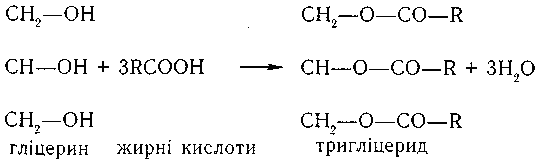 CH₂—OH CH₂—O—CO—R
CH—OH + 3RCOOH ⟶ CH—O—CO—R + 3H₂O
CH₂—OH CH₂—O—CO—R
гліцерин жирні кислоти тригліцерид